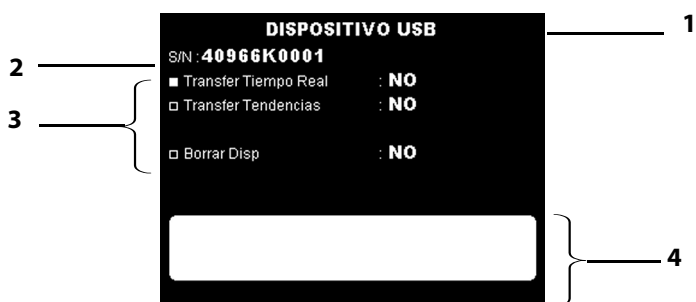 DISPOSITIVO USB
1
S/N : 40966K0001
2
Transfer Tiempo Real : NO
Transfer Tendencias : NO
3
Borrar Disp : NO
4